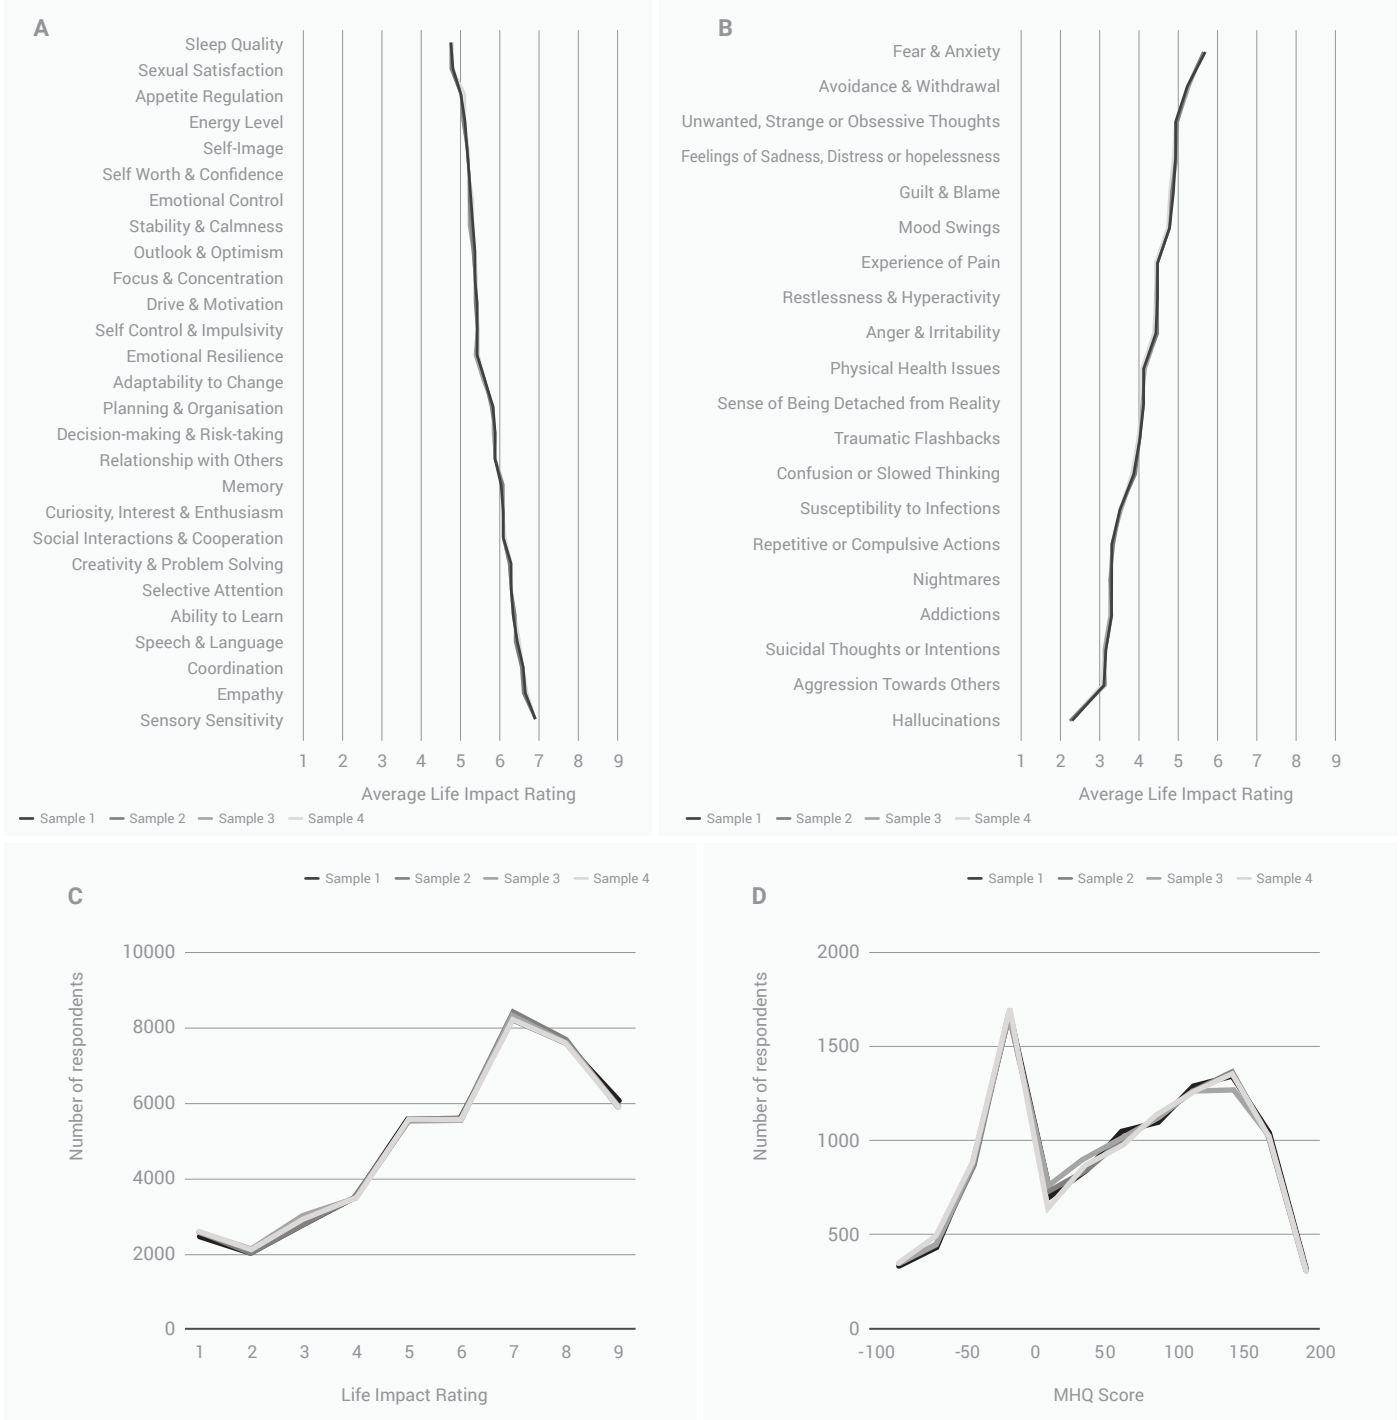 A
Sleep Quality
Sexual Satisfaction
Appetite Regulation
Energy Level
Self-Image
Self Worth & Confidence
Emotional Control
Stability & Calmness
Outlook & Optimism
Focus & Concentration
Drive & Motivation
Self Control & Impulsivity
Emotional Resilience
Adaptability to Change
Planning & Organisation
Decision-making & Risk-taking
Relationship with Others
Memory
Curiosity, Interest & Enthusiasm
Social Interactions & Cooperation
Creativity & Problem Solving
Selective Attention
Ability to Learn
Speech & Language
Coordination
Empathy
Sensory Sensitivity
1 2 3 4 5 6 7 8 9
Average Life Impact Rating
Sample 1 Sample 2 Sample 3 Sample 4
B
Fear & Anxiety
Avoidance & Withdrawal
Unwanted, Strange or Obsessive Thoughts
Feelings of Sadness, Distress or hopelessness
Guilt & Blame
Mood Swings
Experience of Pain
Restlessness & Hyperactivity
Anger & Irritability
Physical Health Issues
Sense of Being Detached from Reality
Traumatic Flashbacks
Confusion or Slowed Thinking
Susceptibility to Infections
Repetitive or Compulsive Actions
Nightmares
Addictions
Suicidal Thoughts or Intentions
Aggression Towards Others
Hallucinations
1 2 3 4 5 6 7 8 9
Average Life Impact Rating
Sample 1 Sample 2 Sample 3 Sample 4
Sample 1 Sample 2 Sample 3 Sample 4
C
Number of respondents
10000
8000
6000
4000
2000
0
1 2 3 4 5 6 7 8 9
Life Impact Rating
Sample 1 Sample 2 Sample 3 Sample 4
D
Number of respondents
2000
1500
1000
500
0
-100 -50 0 50 100 150 200
MHQ Score